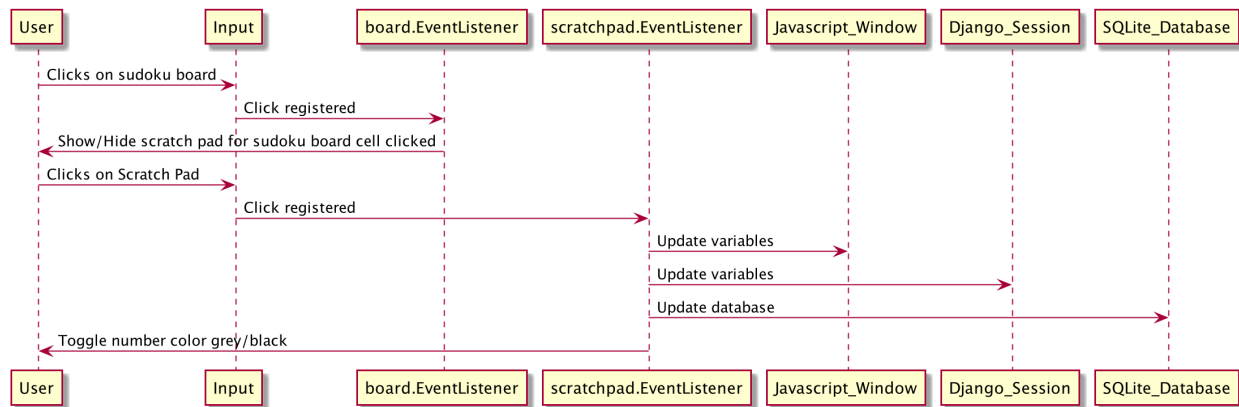 User Input board.EventListener scratchpad.EventListener Javascript_Window Django_Session SQLite_Database
Clicks on sudoku board
Click registered
Show/Hide scratch pad for sudoku board cell clicked
Clicks on Scratch Pad
Click registered
Update variables
Update variables
Update database
Toggle number color grey/black
User Input board.EventListener scratchpad.EventListener Javascript_Window Django_Session SQLite_Database